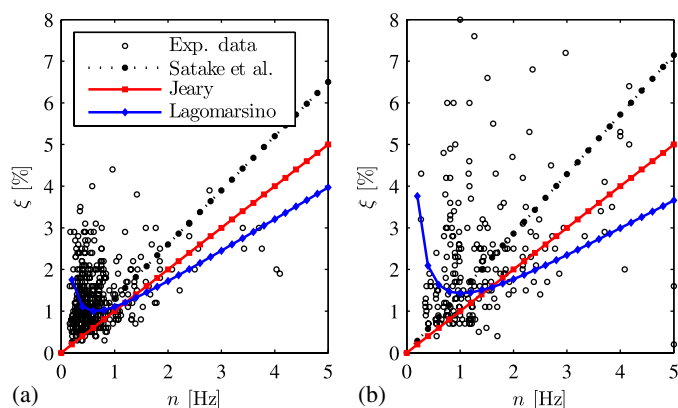 8
7
6
5
4
3
2
1
0
ξ [%]
Exp. data
Satake et al.
Jeary
Lagomarsino
0 1 2 3 4 5
n [Hz]
(a)
8
7
6
5
4
3
2
1
0
ξ [%]
0 1 2 3 4 5
n [Hz]
(b)